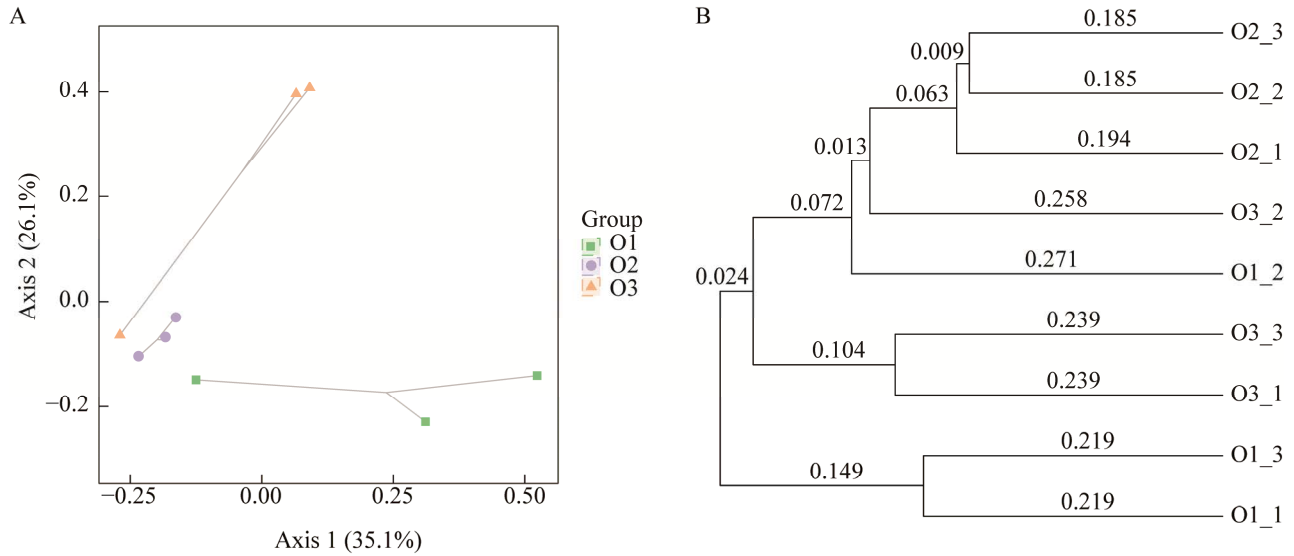 A
0.4
0.2
0.0
−0.2
Axis 2 (26.1%)
−0.25
0.00
0.25
0.50
Axis 1 (35.1%)
Group
O1
O2
O3
B
0.185
O2_3
0.009
0.185
O2_2
0.063
0.194
O2_1
0.013
0.258
O3_2
0.072
0.271
O1_2
0.024
0.239
O3_3
0.104
0.239
O3_1
0.219
O1_3
0.149
0.219
O1_1